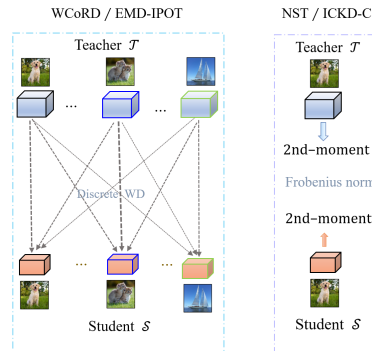 WCoRD / EMD-IPOT
Teacher 𝒯
...
...
Discrete WD
...
...
Student 𝒮
NST / ICKD-C
Teacher 𝒯
2nd-moment
Frobenius norm
2nd-moment
Student 𝒮